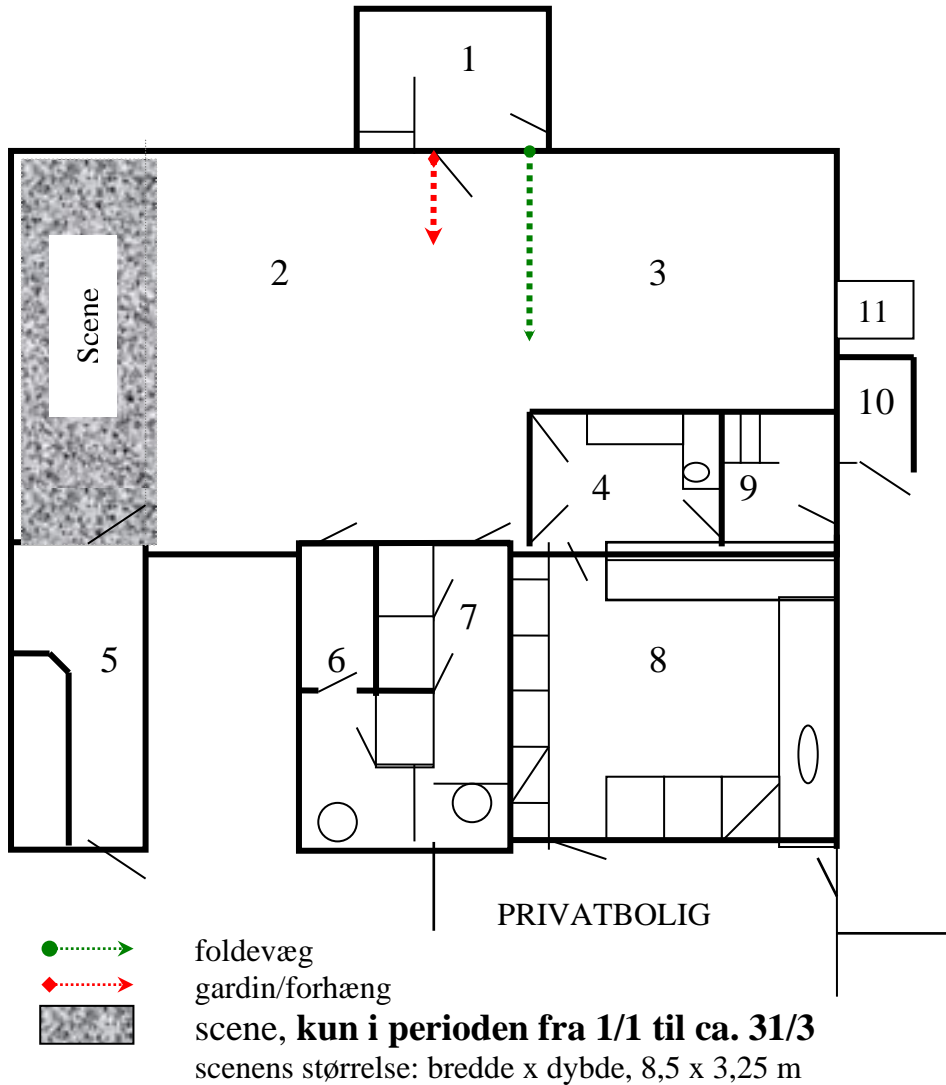 1
2
3
Scene
11
10
4
9
5
6
7
8
PRIVATBOLIG
foldevæg
gardin/forhæng
scene, kun i perioden fra 1/1 til ca. 31/3
scenens størrelse: bredde x dybde, 8,5 x 3,25 m